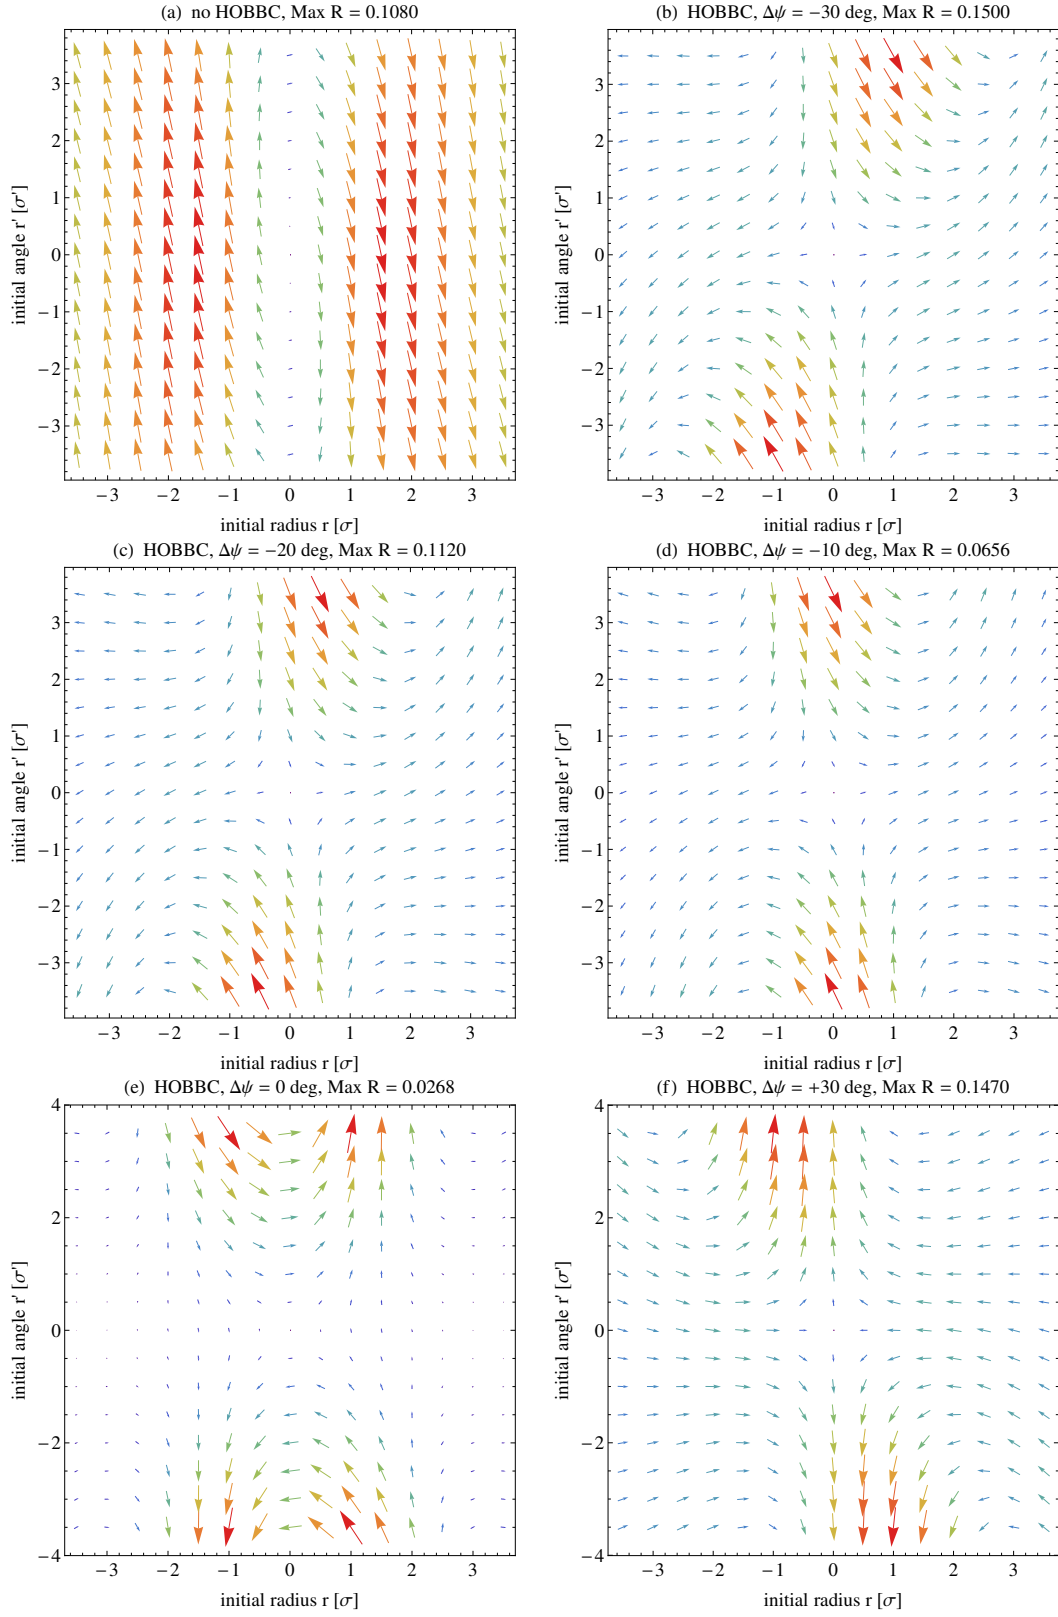 (a) no HOBBC, Max R = 0.1080
initial angle r' [σ']
3
2
1
0
−1
−2
−3
−3 −2 −1 0 1 2 3
initial radius r [σ]
(b) HOBBC, Δψ = −30 deg, Max R = 0.1500
initial angle r' [σ']
3
2
1
0
−1
−2
−3
−3 −2 −1 0 1 2 3
initial radius r [σ]
(c) HOBBC, Δψ = −20 deg, Max R = 0.1120
initial angle r' [σ']
3
2
1
0
−1
−2
−3
−3 −2 −1 0 1 2 3
initial radius r [σ]
(d) HOBBC, Δψ = −10 deg, Max R = 0.0656
initial angle r' [σ']
3
2
1
0
−1
−2
−3
−3 −2 −1 0 1 2 3
initial radius r [σ]
(e) HOBBC, Δψ = 0 deg, Max R = 0.0268
initial angle r' [σ']
4
2
0
−2
−4
−3 −2 −1 0 1 2 3
initial radius r [σ]
(f) HOBBC, Δψ = +30 deg, Max R = 0.1470
initial angle r' [σ']
4
2
0
−2
−4
−3 −2 −1 0 1 2 3
initial radius r [σ]